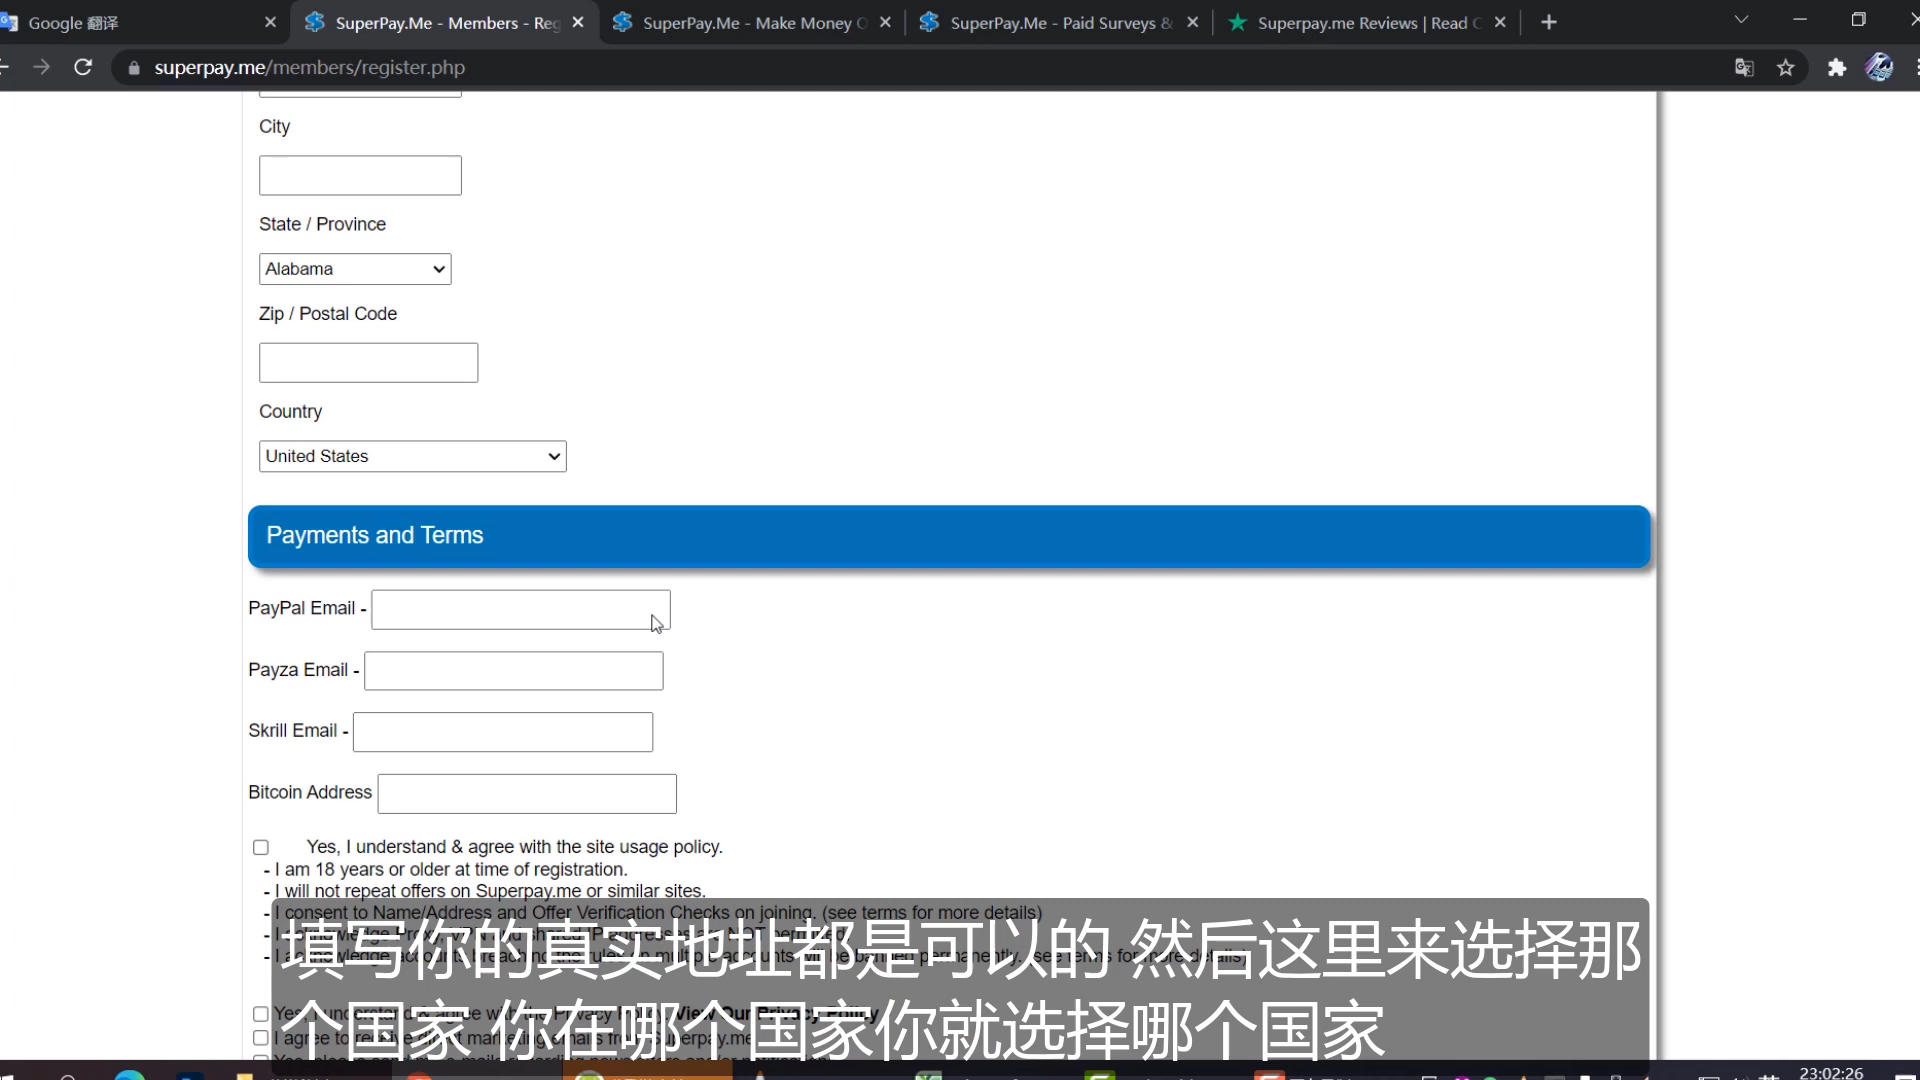 Google 翻译
SuperPay.Me - Members - Reg
SuperPay.Me - Make Money O
SuperPay.Me - Paid Surveys &
Superpay.me Reviews | Read C
superpay.me/members/register.php
City
State / Province
Alabama
Zip / Postal Code
Country
United States
Payments and Terms
PayPal Email -
Payza Email -
Skrill Email -
Bitcoin Address
Yes, I understand & agree with the site usage policy.
- I am 18 years or older at time of registration.
- I will not repeat offers on Superpay.me or similar sites.
- I consent to Name/Address and Offer Verification Checks on joining. (see terms for more details)
填写你的真实地址都是可以的 然后这里来选择那
个国家 你在哪个国家你就选择哪个国家
23:02:26